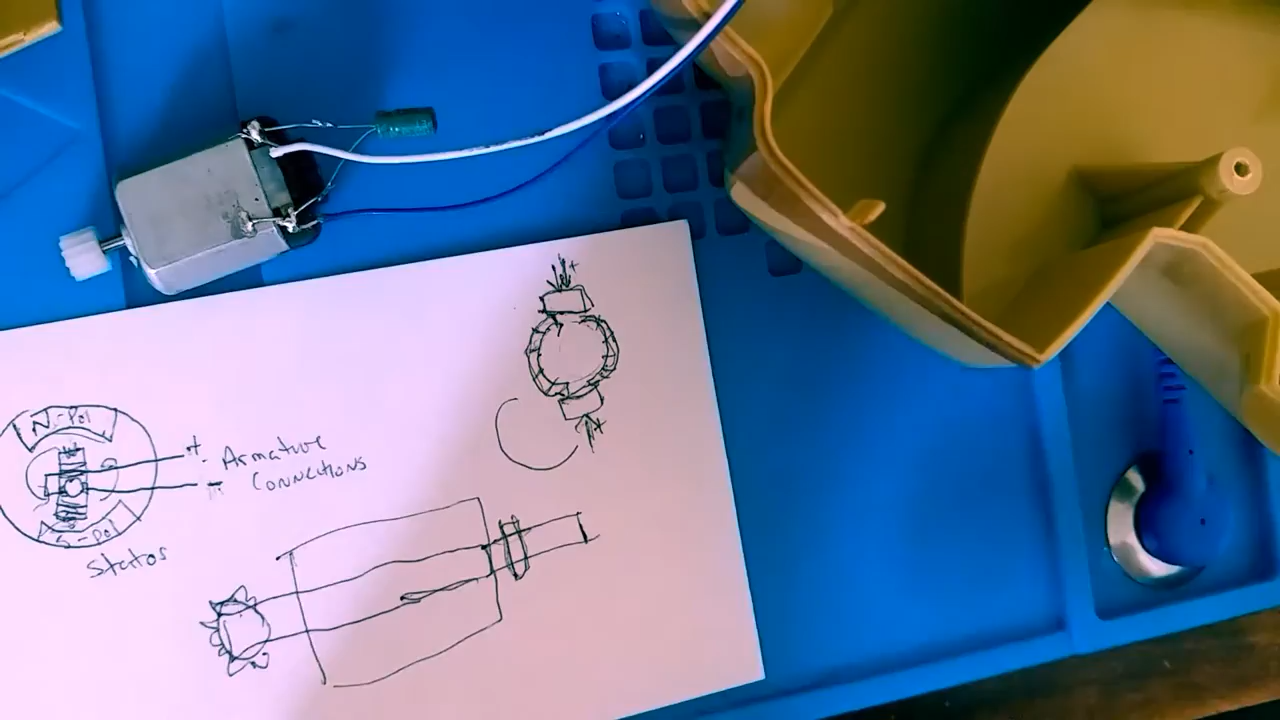 N-Pol
+ Armature
- Connections
S-Pol
Stator